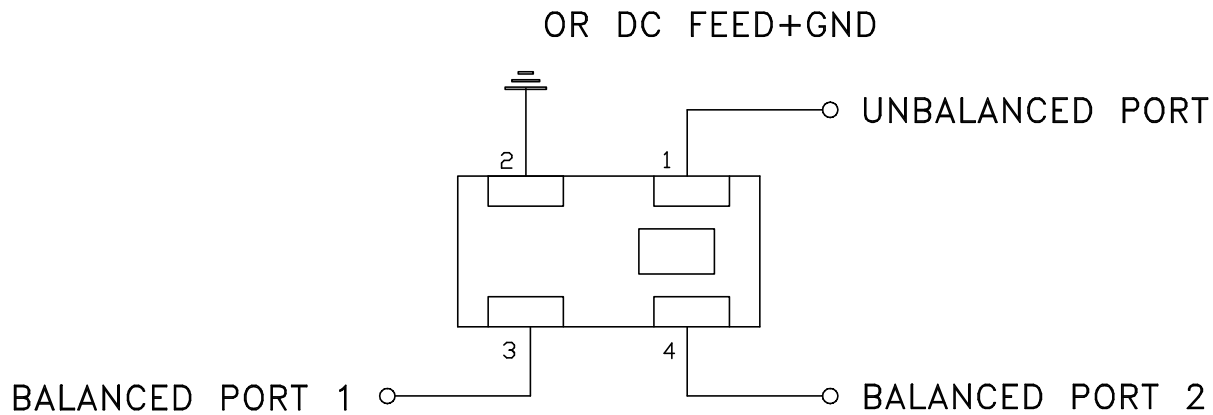 OR DC FEED+GND
UNBALANCED PORT
2
1
3
4
BALANCED PORT 1
BALANCED PORT 2